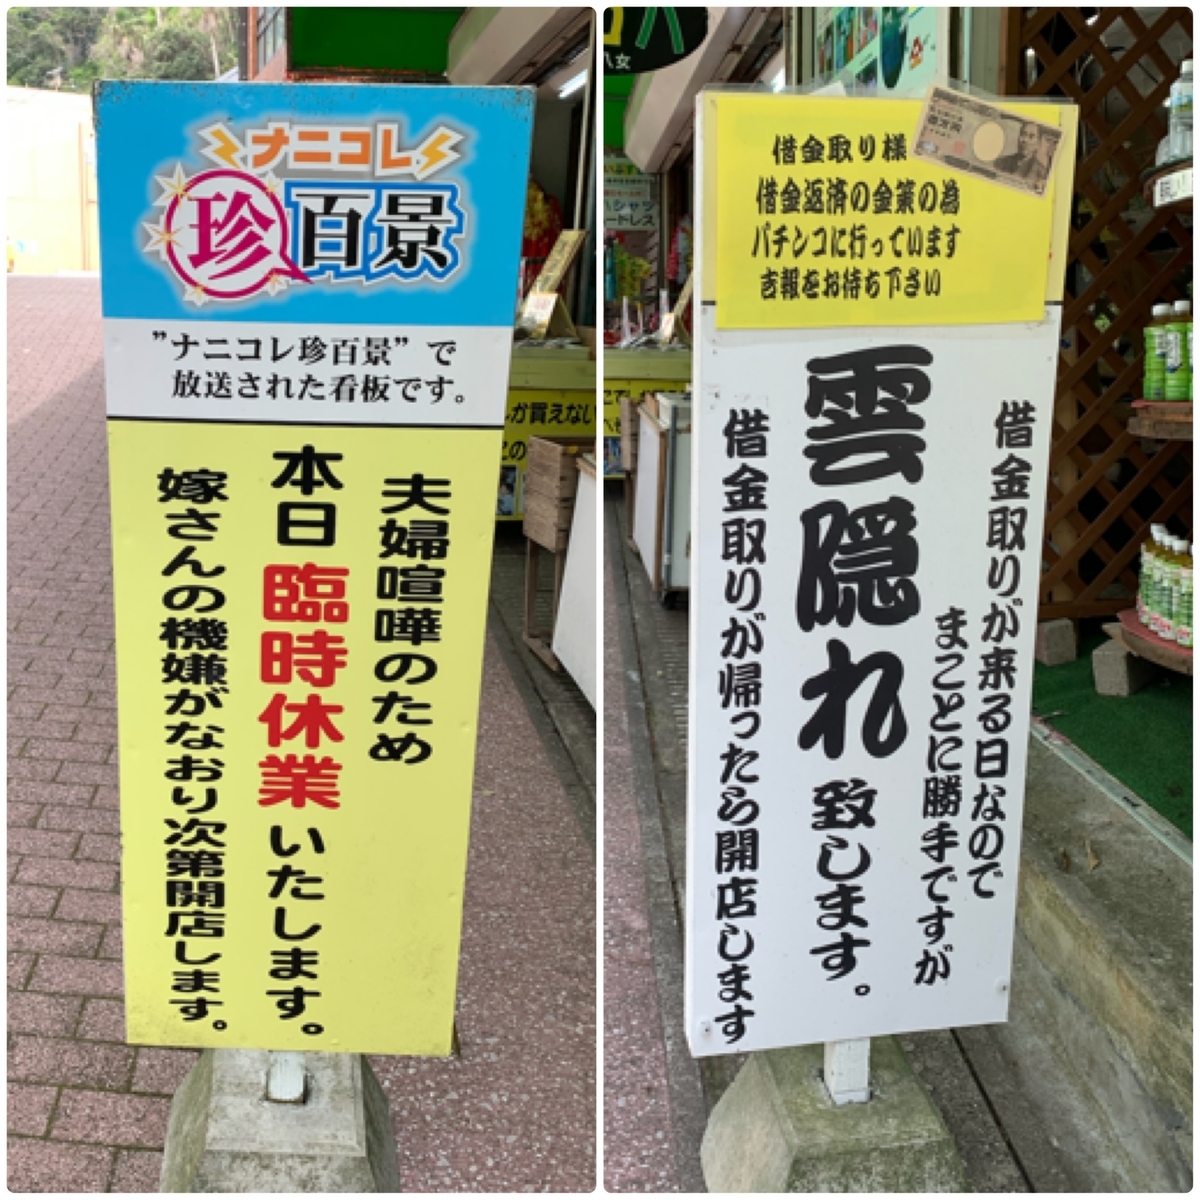 ナニコレ
珍百景
”ナニコレ珍百景”で
放送された看板です。
夫婦喧嘩のため
本日臨時休業いたします。
嫁さんの機嫌がなおり次第開店します。
借金取り様
借金返済の金策の為
パチンコに行っています
吉報をお待ち下さい
借金取りが来る日なので
まことに勝手ですが
雲隠れ致します。
借金取りが帰ったら開店します
八女
か買えない